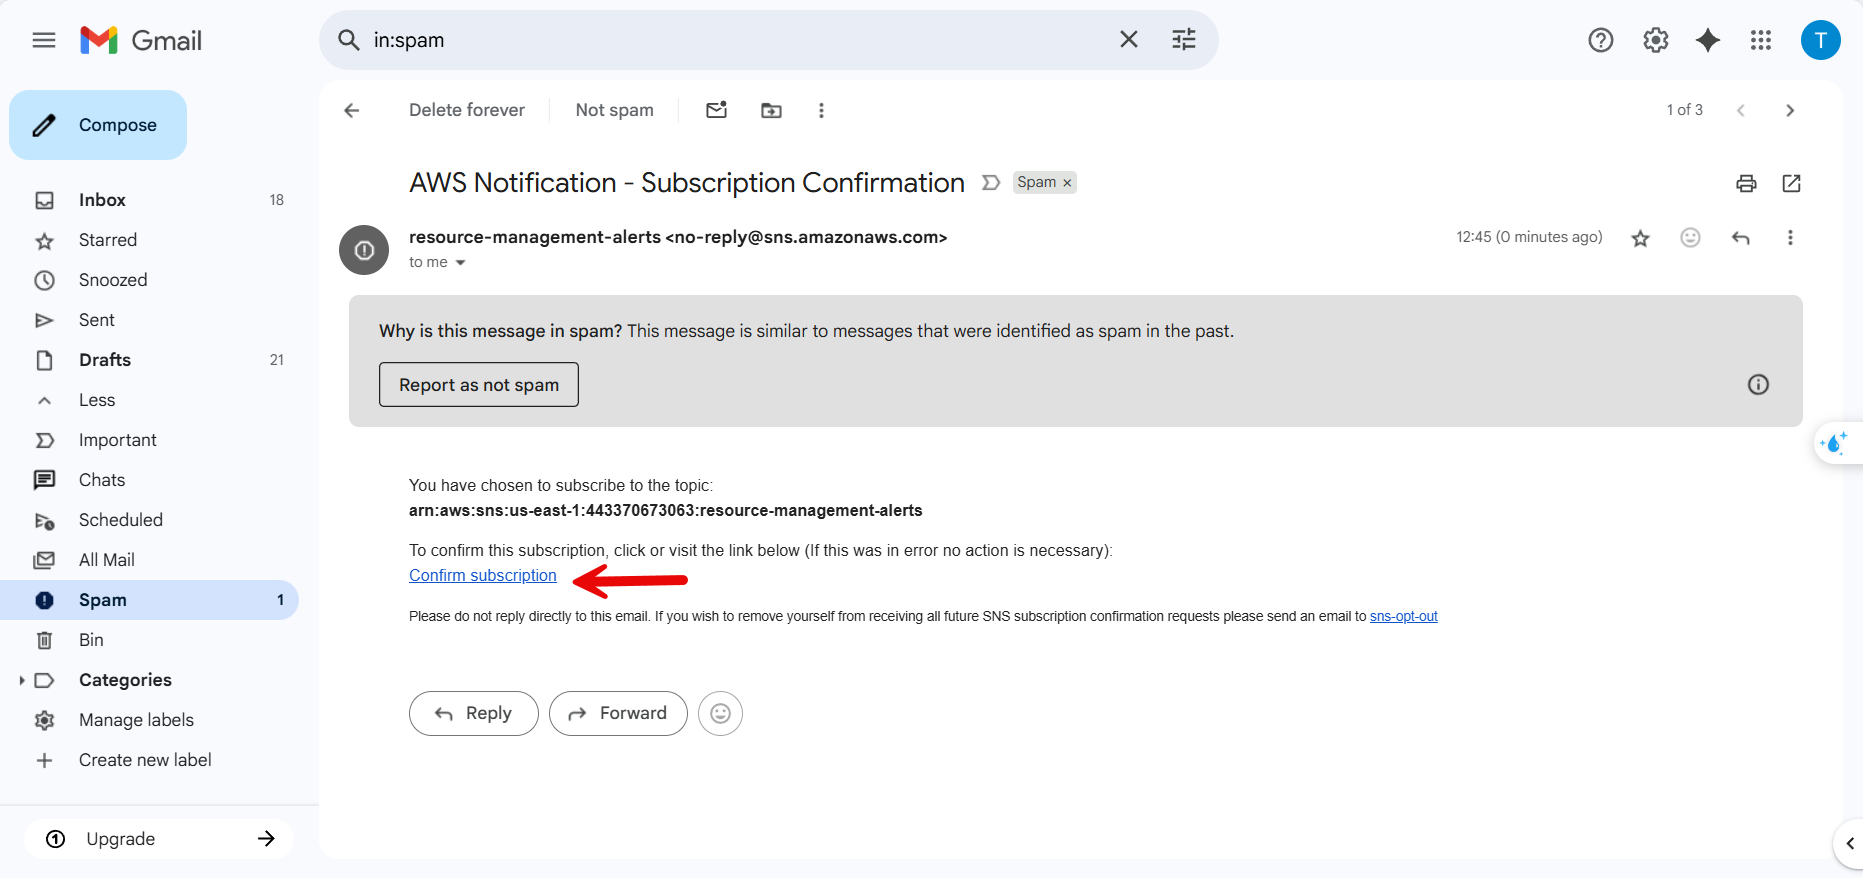 Gmail
in:spam
T
Compose
Inbox 18
Starred
Snoozed
Sent
Drafts 21
Less
Important
Chats
Scheduled
All Mail
Spam 1
Bin
Categories
Manage labels
Create new label
Upgrade
Delete forever Not spam 1 of 3
AWS Notification - Subscription Confirmation Spam ×
resource-management-alerts <no-reply@sns.amazonaws.com> 12:45 (0 minutes ago)
to me
Why is this message in spam? This message is similar to messages that were identified as spam in the past.
Report as not spam
You have chosen to subscribe to the topic:
arn:aws:sns:us-east-1:443370673063:resource-management-alerts
To confirm this subscription, click or visit the link below (If this was in error no action is necessary):
Confirm subscription
Please do not reply directly to this email. If you wish to remove yourself from receiving all future SNS subscription confirmation requests please send an email to sns-opt-out
Reply Forward